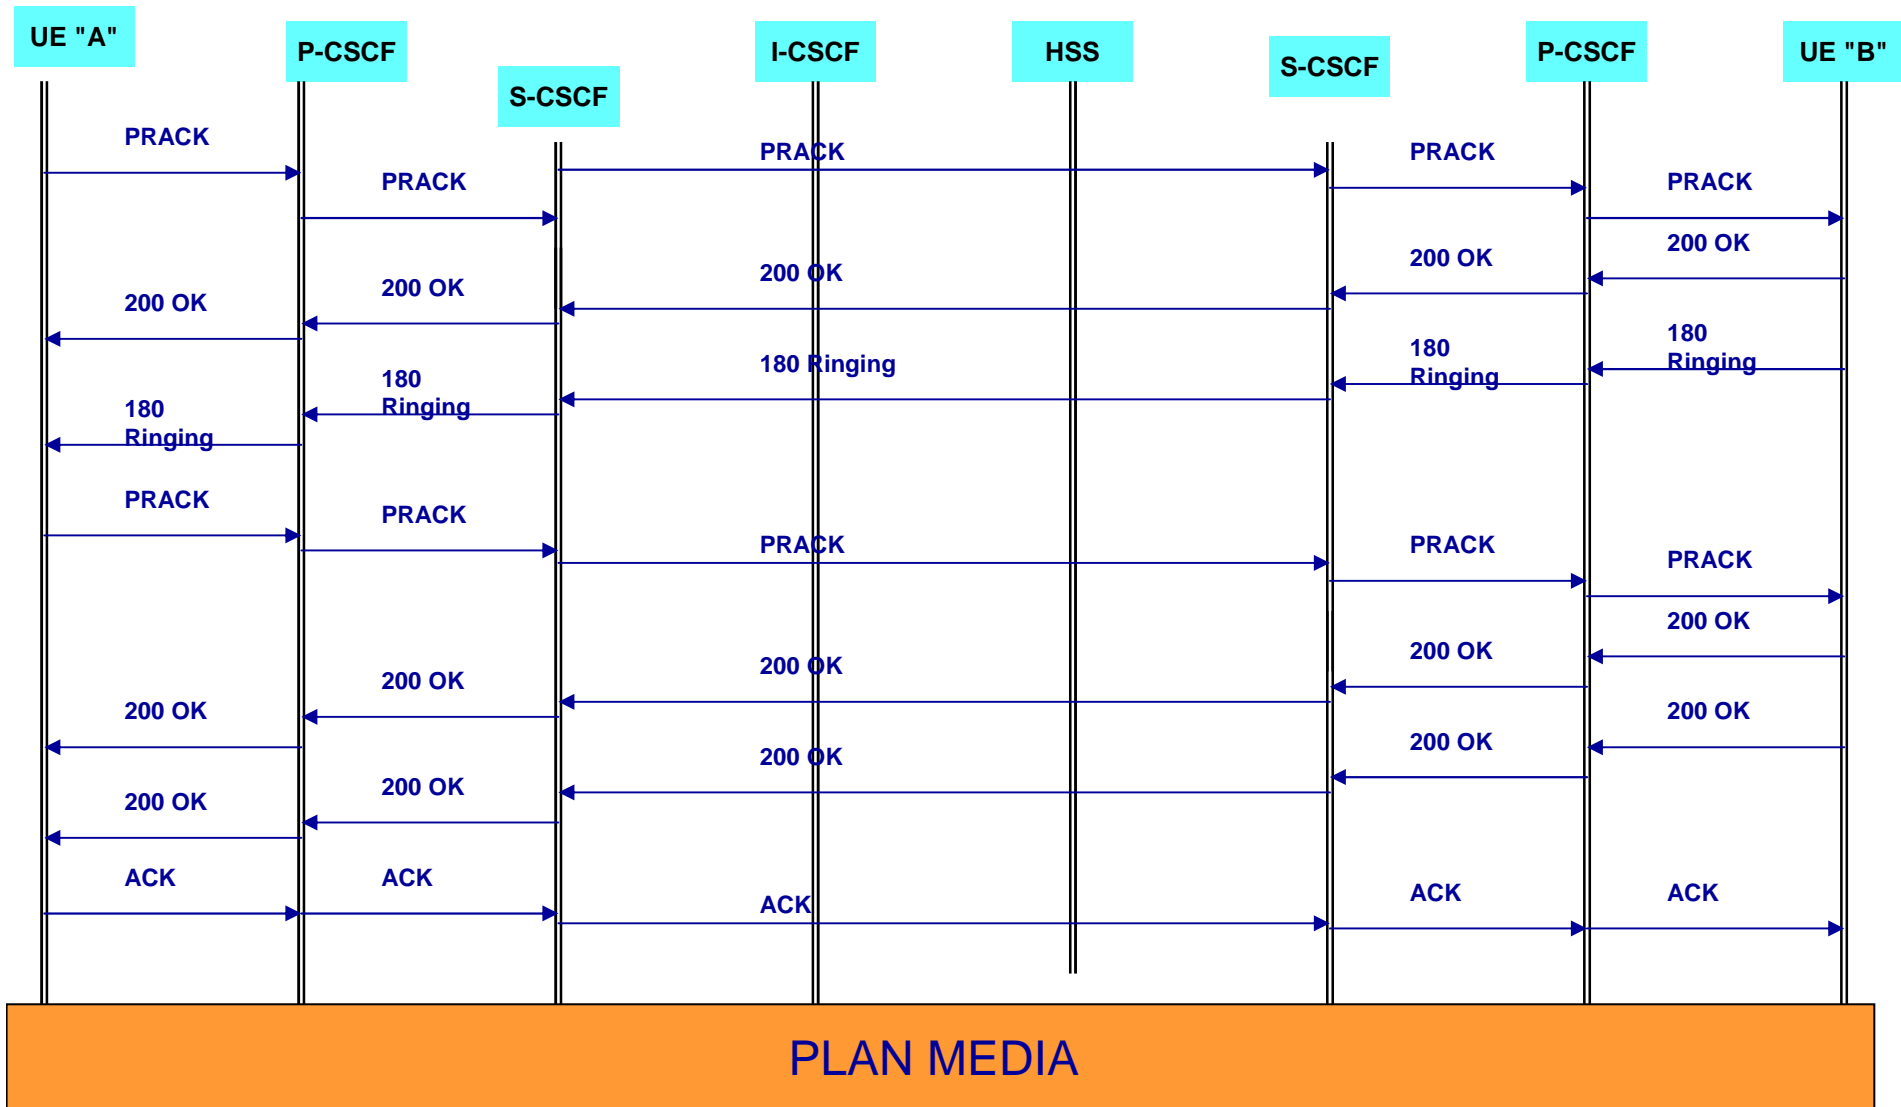 UE "A"
P-CSCF
S-CSCF
I-CSCF
HSS
S-CSCF
P-CSCF
UE "B"
PRACK
PRACK
PRACK
PRACK
PRACK
200 OK
200 OK
200 OK
200 OK
200 OK
180
Ringing
180
Ringing
180 Ringing
180
Ringing
180
Ringing
PRACK
PRACK
PRACK
PRACK
PRACK
200 OK
200 OK
200 OK
200 OK
200 OK
200 OK
200 OK
200 OK
200 OK
200 OK
ACK
ACK
ACK
ACK
ACK
PLAN MEDIA